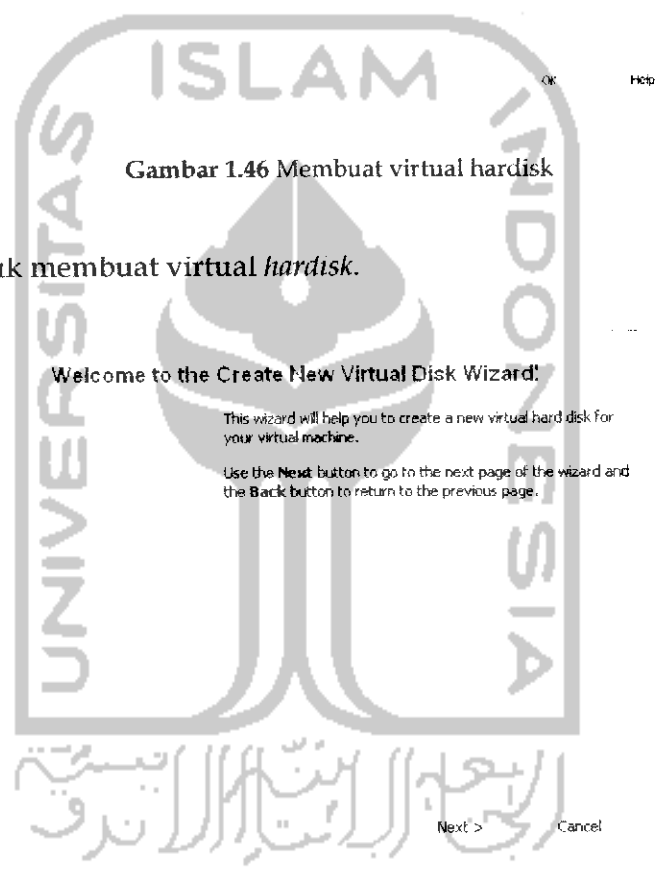 ISLAM
UNIVERSITAS
INDONESIA
OK Help
Gambar 1.46 Membuat virtual hardisk
uk membuat virtual hardisk.
Welcome to the Create New Virtual Disk Wizard!
This wizard will help you to create a new virtual hard disk for
your virtual machine.
Use the Next button to go to the next page of the wizard and
the Back button to return to the previous page.
Next > Cancel